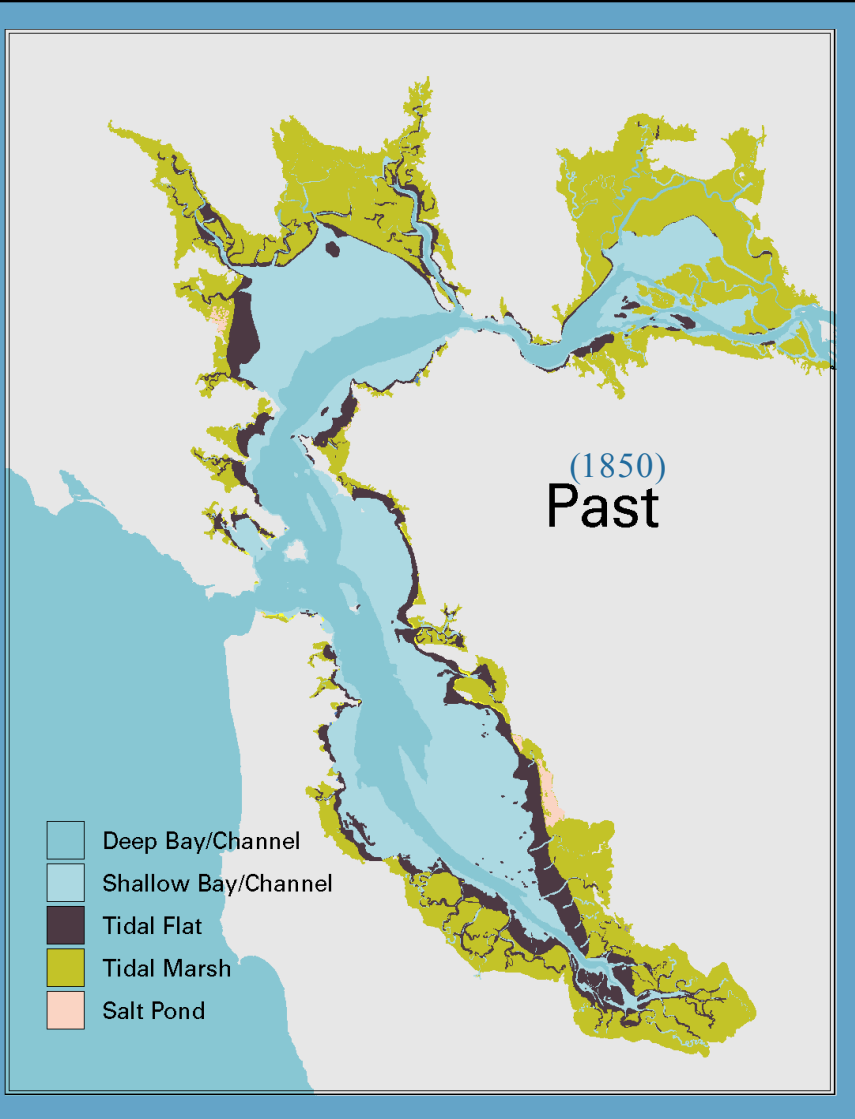 (1850)
Past
Deep Bay/Channel
Shallow Bay/Channel
Tidal Flat
Tidal Marsh
Salt Pond